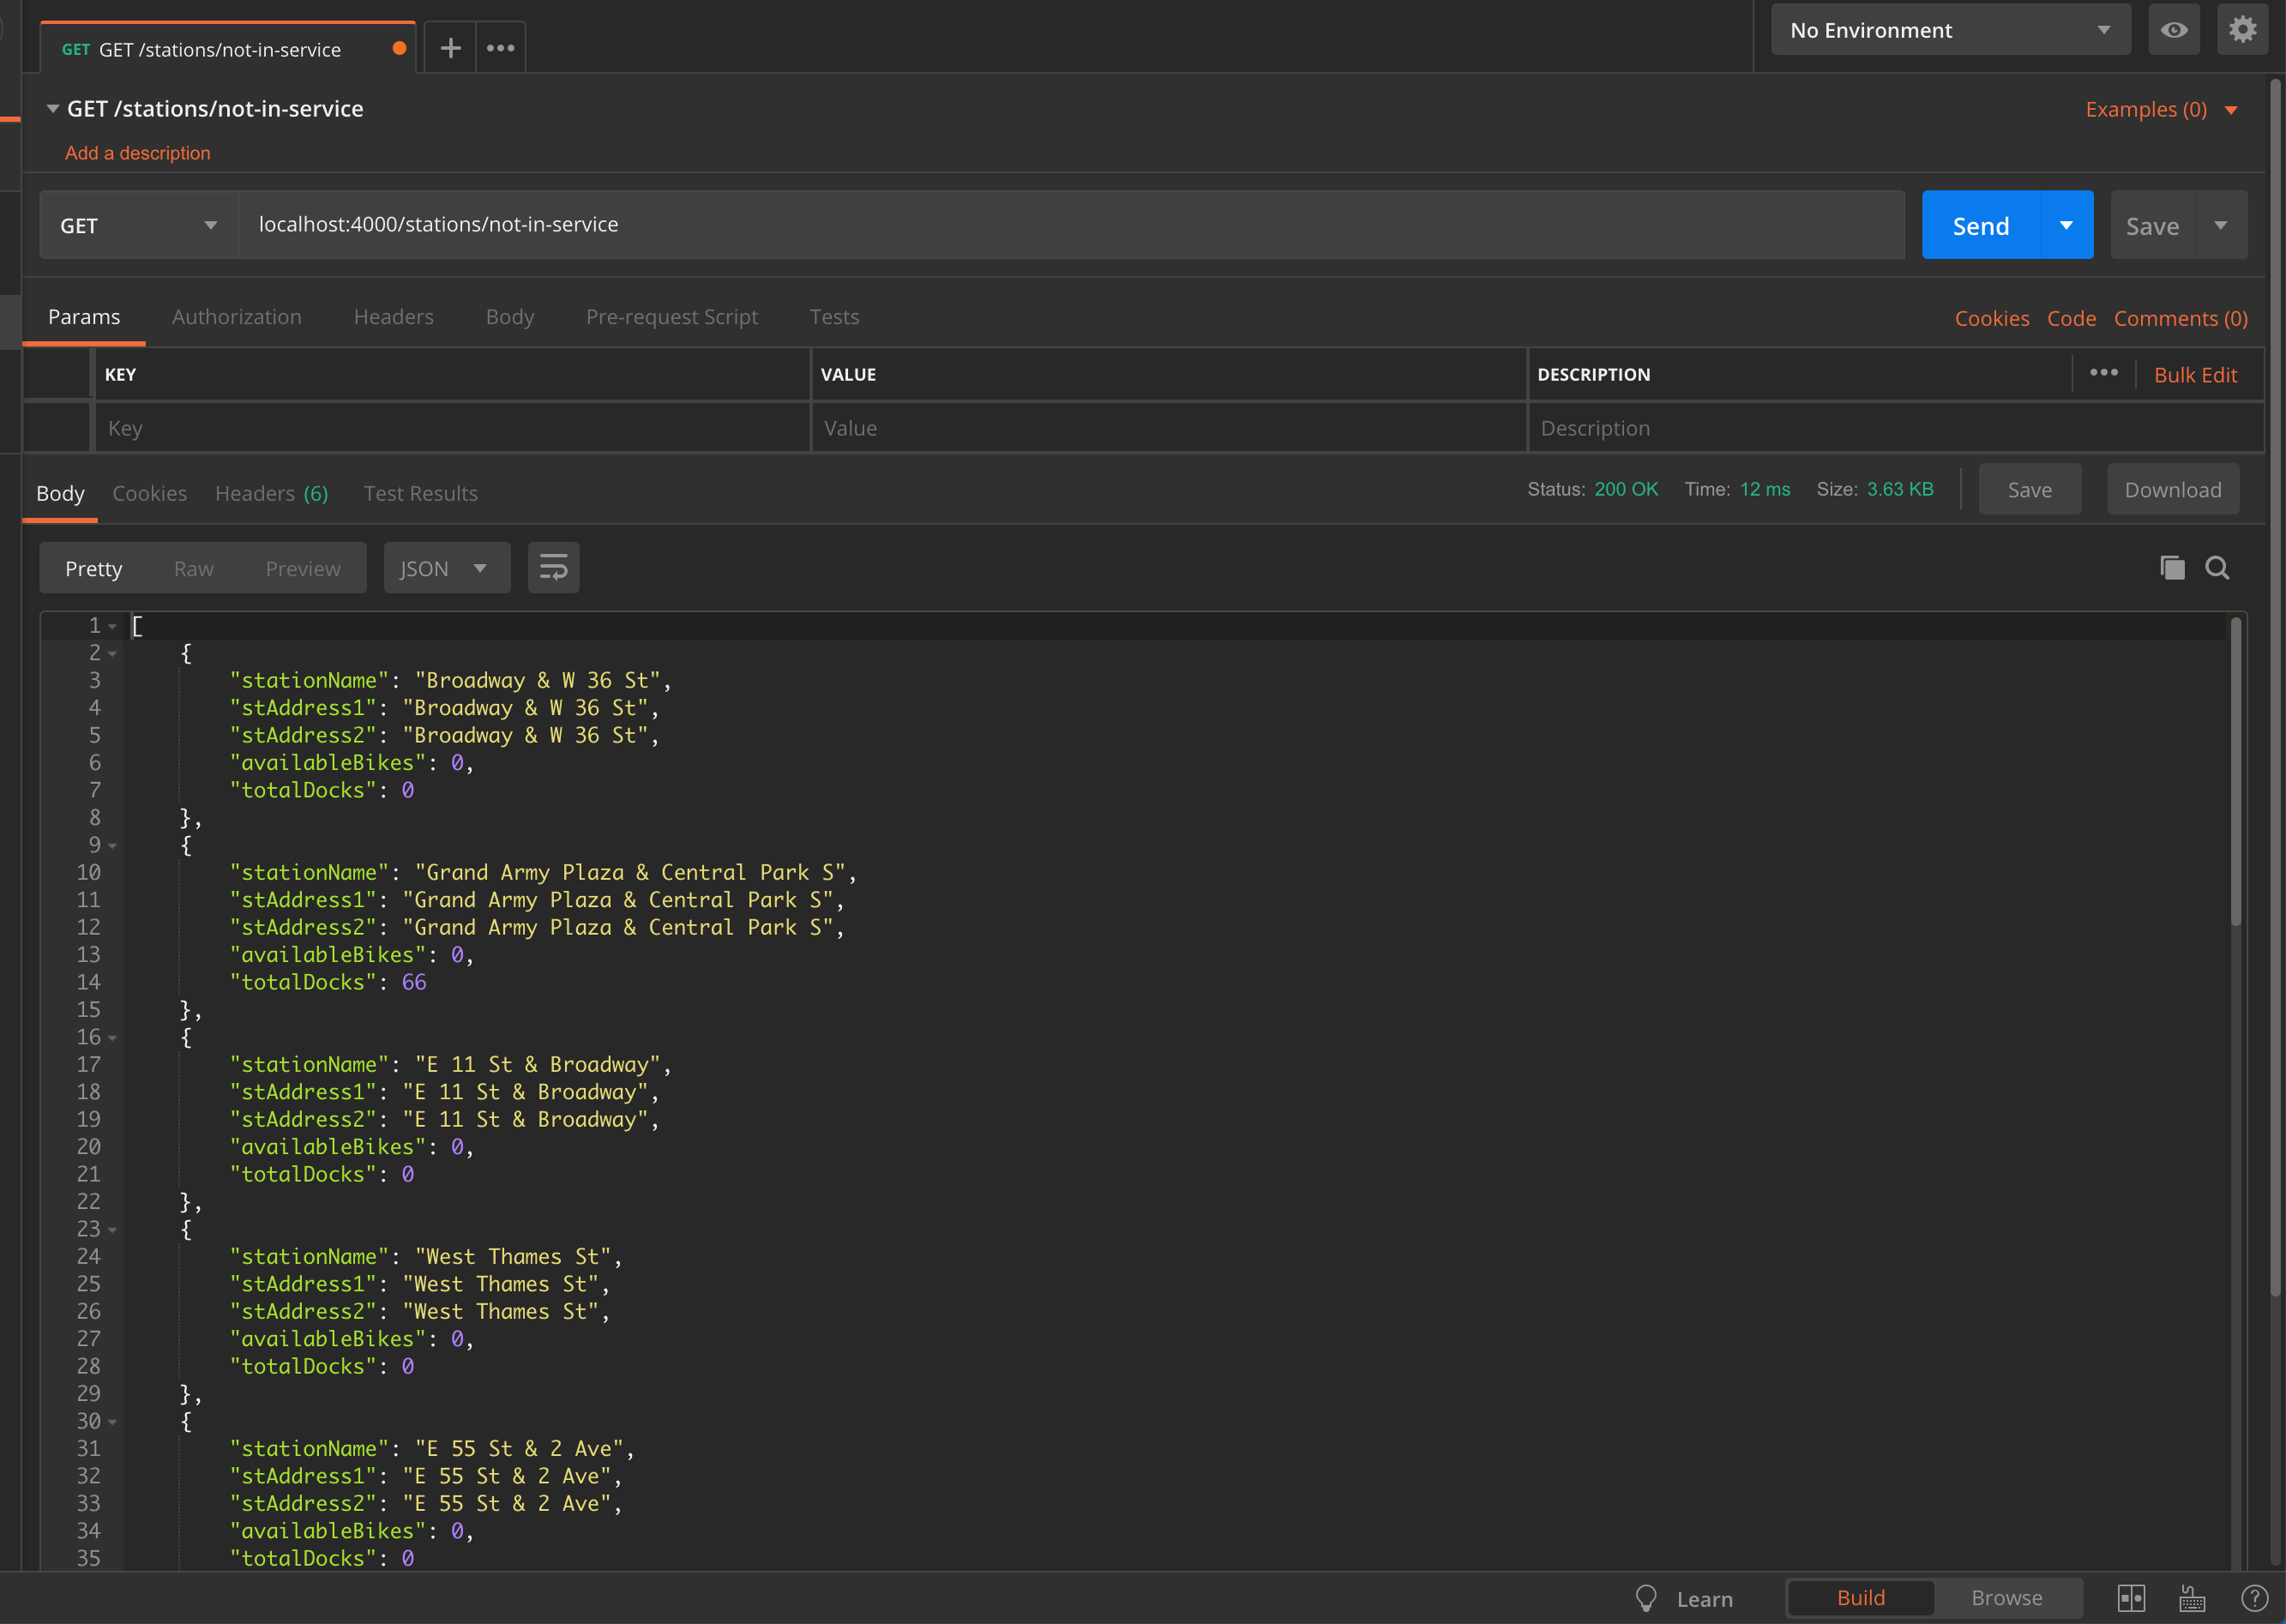 GET GET /stations/not-in-service
No Environment
GET /stations/not-in-service
Examples (0)
Add a description
GET localhost:4000/stations/not-in-service Send Save
Params Authorization Headers Body Pre-request Script Tests Cookies Code Comments (0)
KEY VALUE DESCRIPTION Bulk Edit
Key Value Description
Body Cookies Headers (6) Test Results Status: 200 OK Time: 12 ms Size: 3.63 KB Save Download
Pretty Raw Preview JSON
1 [
2 {
3 "stationName": "Broadway & W 36 St",
4 "stAddress1": "Broadway & W 36 St",
5 "stAddress2": "Broadway & W 36 St",
6 "availableBikes": 0,
7 "totalDocks": 0
8 },
9 {
10 "stationName": "Grand Army Plaza & Central Park S",
11 "stAddress1": "Grand Army Plaza & Central Park S",
12 "stAddress2": "Grand Army Plaza & Central Park S",
13 "availableBikes": 0,
14 "totalDocks": 66
15 },
16 {
17 "stationName": "E 11 St & Broadway",
18 "stAddress1": "E 11 St & Broadway",
19 "stAddress2": "E 11 St & Broadway",
20 "availableBikes": 0,
21 "totalDocks": 0
22 },
23 {
24 "stationName": "West Thames St",
25 "stAddress1": "West Thames St",
26 "stAddress2": "West Thames St",
27 "availableBikes": 0,
28 "totalDocks": 0
29 },
30 {
31 "stationName": "E 55 St & 2 Ave",
32 "stAddress1": "E 55 St & 2 Ave",
33 "stAddress2": "E 55 St & 2 Ave",
34 "availableBikes": 0,
35 "totalDocks": 0
Learn Build Browse